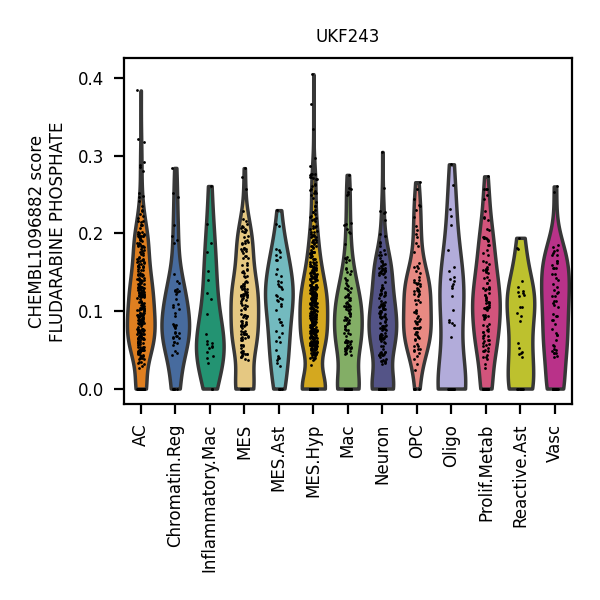 UKF243
CHEMBL1096882 score
FLUDARABINE PHOSPHATE
0.4
0.3
0.2
0.1
0.0
AC
Chromatin.Reg
Inflammatory.Mac
MES
MES.Ast
MES.Hyp
Mac
Neuron
OPC
Oligo
Prolif.Metab
Reactive.Ast
Vasc